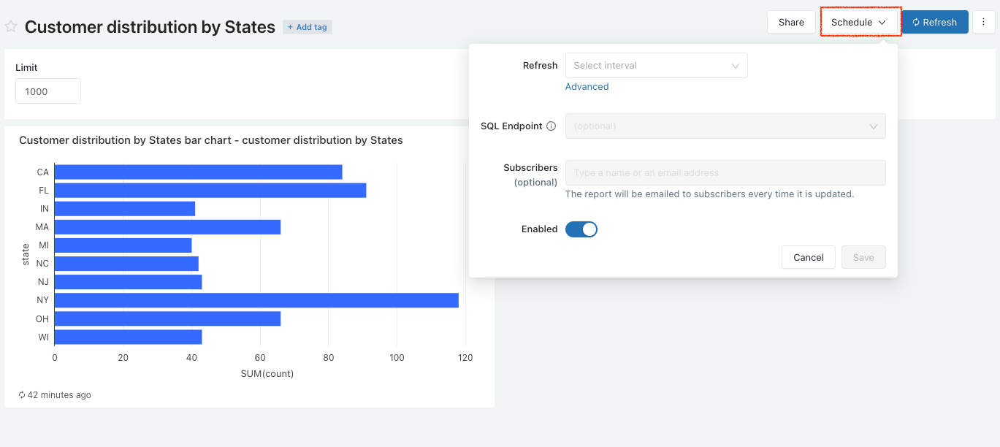 Customer distribution by States
+ Add tag
Share
Schedule
Refresh
Limit
1000
Refresh
Select interval
Advanced
SQL Endpoint
(optional)
Subscribers
(optional)
Type a name or an email address
The report will be emailed to subscribers every time it is updated.
Enabled
Cancel
Save
Customer distribution by States bar chart - customer distribution by States
state
CA
FL
IN
MA
MI
NC
NJ
NY
OH
WI
0 20 40 60 80 100 120
SUM(count)
42 minutes ago